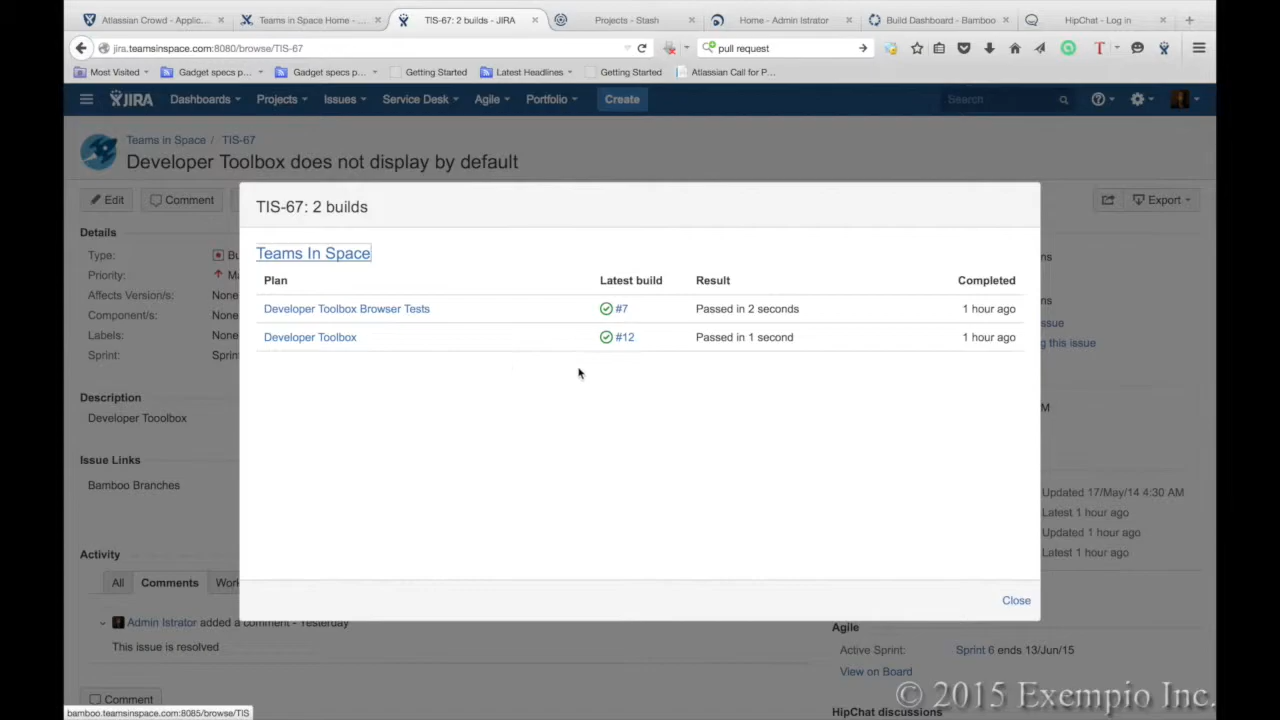 Atlassian Crowd - Applic...
Teams in Space Home - ...
TIS-67: 2 builds - JIRA
Projects - Stash
Home - Admin Istrator
Build Dashboard - Bamboo
HipChat - Log in
jira.teamsinspace.com:8080/browse/TIS-67
pull request
Most Visited
Gadget specs p...
Gadget specs p...
Getting Started
Latest Headlines
Getting Started
Atlassian Call for P...
JIRA
Dashboards
Projects
Issues
Service Desk
Agile
Portfolio
Create
Search
Teams in Space / TIS-67
Developer Toolbox does not display by default
Edit
Comment
Export
TIS-67: 2 builds
Teams In Space
Plan Latest build Result Completed
Developer Toolbox Browser Tests #7 Passed in 2 seconds 1 hour ago
Developer Toolbox #12 Passed in 1 second 1 hour ago
Close
Details
Type:
Priority:
Affects Version/s: None
Component/s: None
Labels: None
Sprint: Sprin
Description
Developer Tooolbox
Issue Links
Bamboo Branches
Activity
All
Comments
Work
Admin Istrator added a comment - Yesterday
This issue is resolved
Comment
ns
ns
ssue
g this issue
M
Updated 17/May/14 4:30 AM
Latest 1 hour ago
Updated 1 hour ago
Latest 1 hour ago
Agile
Active Sprint: Sprint 6 ends 13/Jun/15
View on Board
HipChat discussions
© 2015 Exempio Inc.
bamboo.teamsinspace.com:8085/browse/TIS